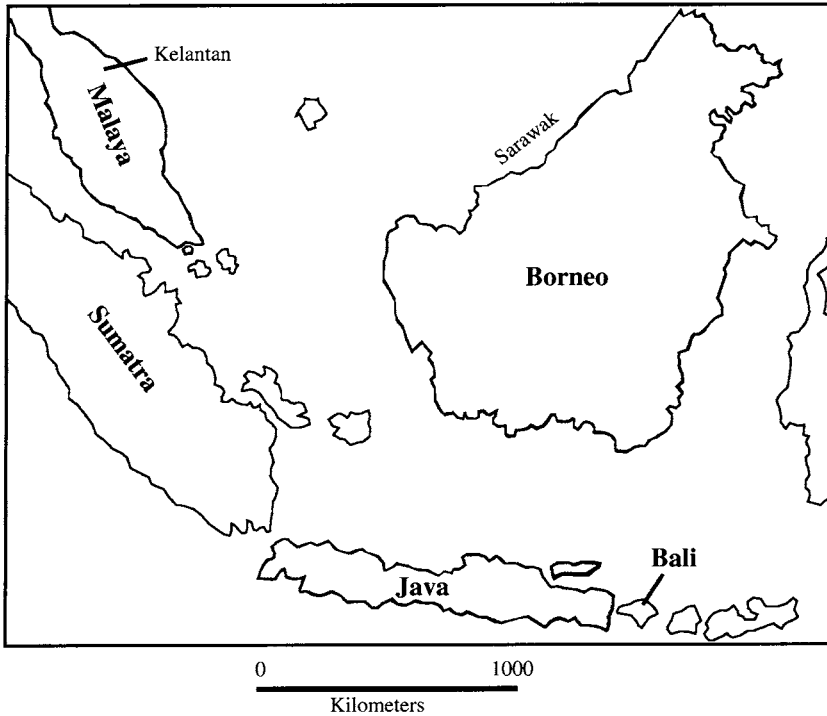 Kelantan
Malaya
Sarawak
Borneo
Sumatra
Bali
Java
0 1000
Kilometers